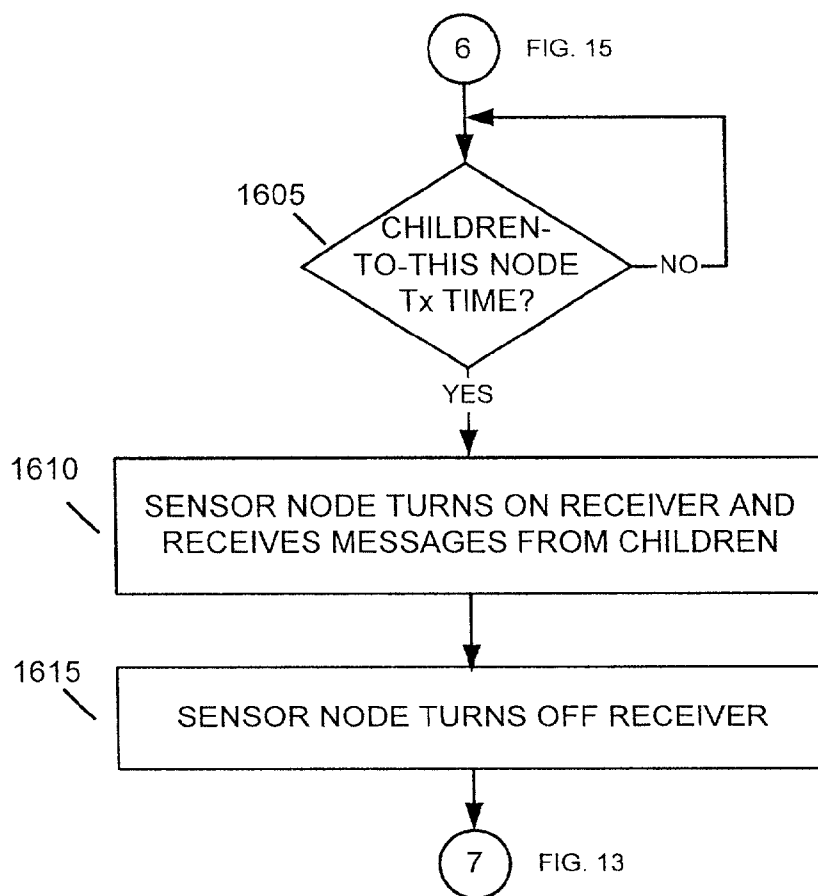 6 FIG. 15
1605
CHILDREN-
TO-THIS NODE
Tx TIME?
NO
YES
1610
SENSOR NODE TURNS ON RECEIVER AND
RECEIVES MESSAGES FROM CHILDREN
1615
SENSOR NODE TURNS OFF RECEIVER
7 FIG. 13